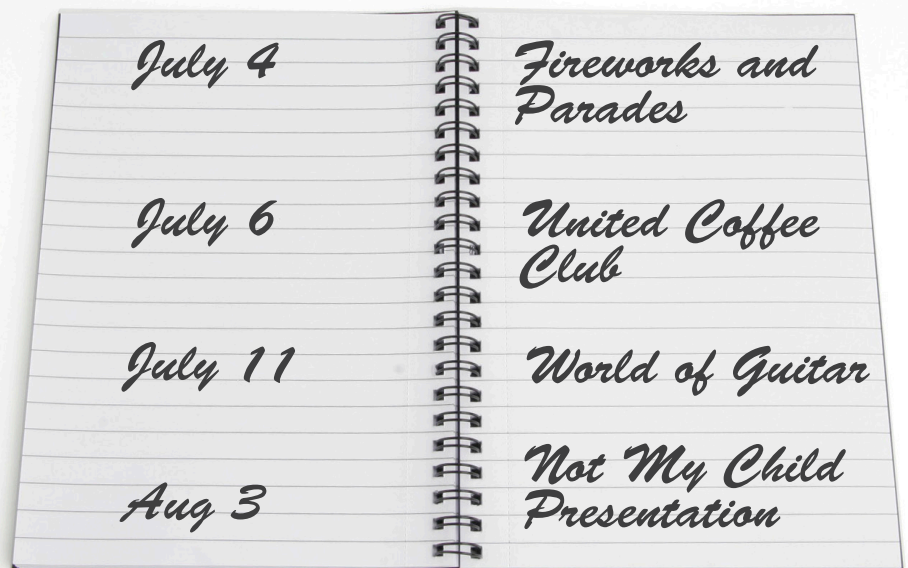 July 4
Fireworks and
Parades
July 6
United Coffee
Club
July 11
World of Guitar
Aug 3
Not My Child
Presentation